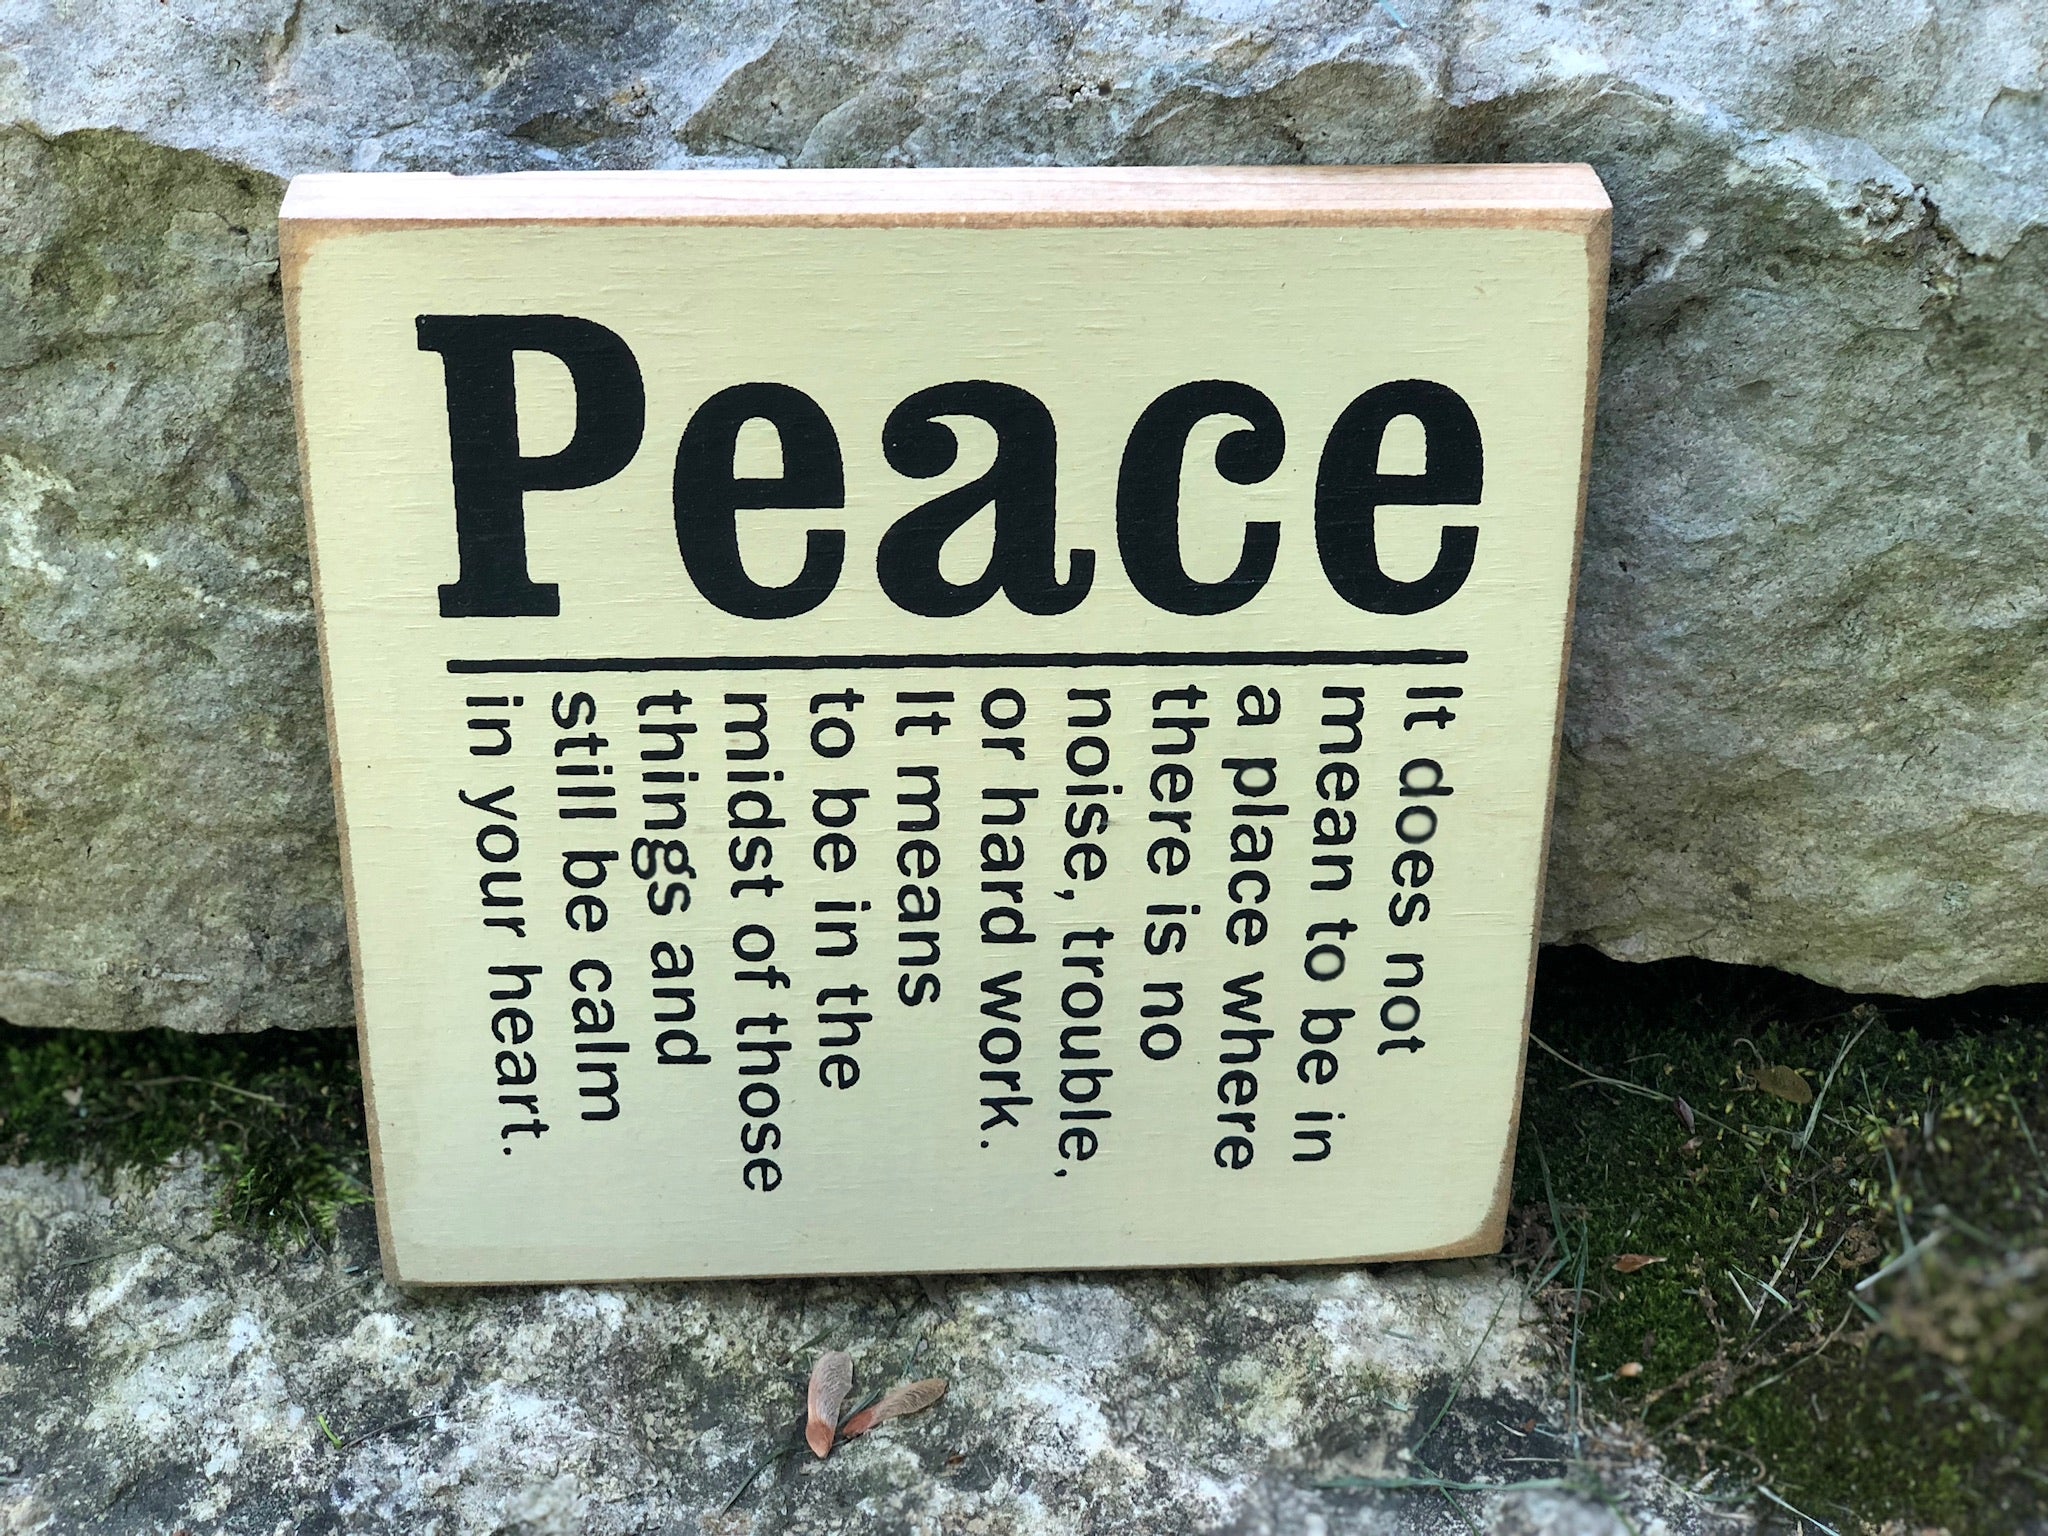 Peace
It does not
mean to be in
a place where
there is no
noise, trouble,
or hard work.
It means
to be in the
midst of those
things and
still be calm
in your heart.